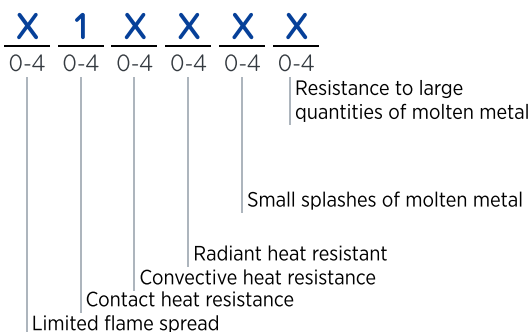 X 1 X X X X
0-4 0-4 0-4 0-4 0-4 0-4
Resistance to large
quantities of molten metal
Small splashes of molten metal
Radiant heat resistant
Convective heat resistance
Contact heat resistance
Limited flame spread